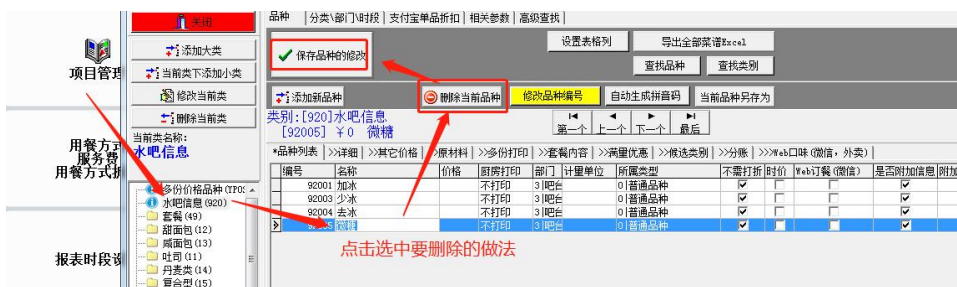 项目管理
用餐方式
服务费
用餐方式折
报表时段设
关闭
添加大类
当前类下添加小类
修改当前类
删除当前类
当前类名称:
水吧信息
多份价格品种(TPOS
水吧信息(920)
套餐(49)
甜面包(12)
咸面包(13)
吐司(11)
丹麦类(14)
复合型(15)
品种 分类\部门\时段 支付宝单品折扣 相关参数 高级查找
保存品种的修改
设置表格列 导出全部菜谱Excel
查找品种 查找类别
添加新品种 删除当前品种 修改品种编号 自动生成拼音码 当前品种另存为
类别:[920]水吧信息
[92005] ￥0 微糖
第一个 上一个 下一个 最后
*品种列表 >>详细 >>其它价格 >>原材料 >>多份打印 >>套餐内容 >>满量优惠 >>候选类别 >>分账 >>Web口味(微信，外卖)
编号 名称 价格 厨房打印 部门 计量单位 所属类型 不需打折 时价 Web订餐(微信) 是否附加信息 附加
92001 加冰 不打印 3|吧台 0|普通品种
92003 少冰 不打印 3|吧台 0|普通品种
92004 去冰 不打印 3|吧台 0|普通品种
92005 微糖 不打印 3|吧台 0|普通品种
点击选中要删除的做法